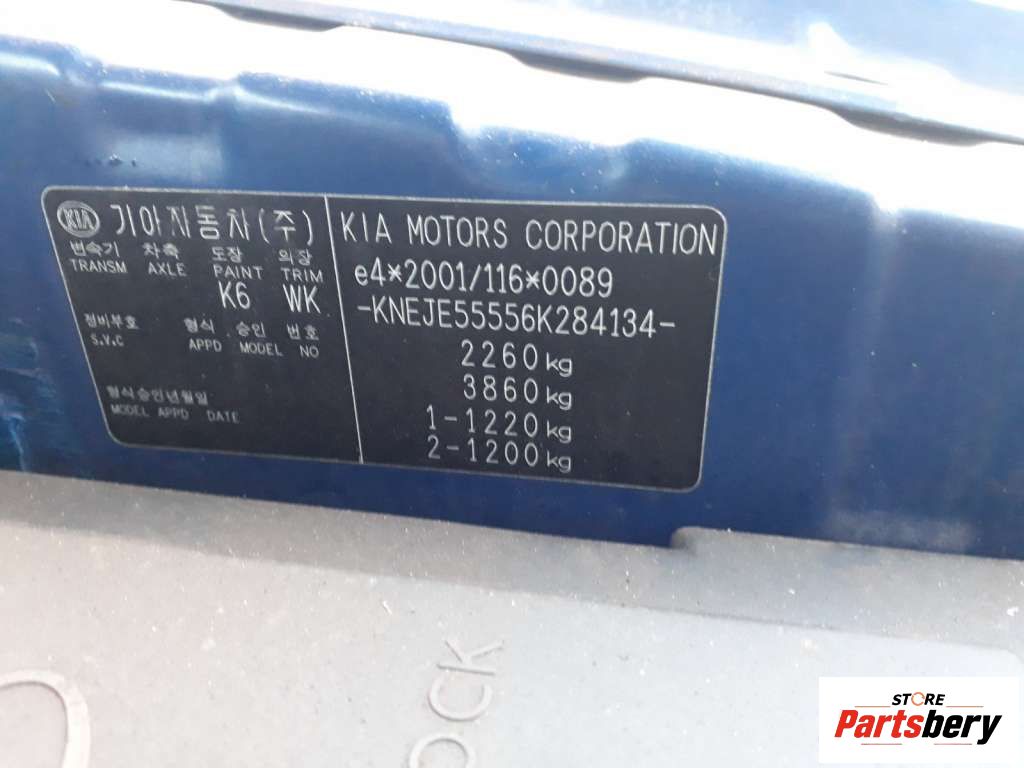 KIA 기아자동차(주)
변속기 차축 도장 의장
TRANSM AXLE PAINT TRIM
K6 WK
정비부호 형식 승인 번호
S.V.C APPD MODEL NO
형식승인년월일
MODEL APPD DATE
KIA MOTORS CORPORATION
e4*2001/116*0089
-KNEJE55556K284134-
2260kg
3860kg
1-1220kg
2-1200kg
OCK
STORE
Partsbery